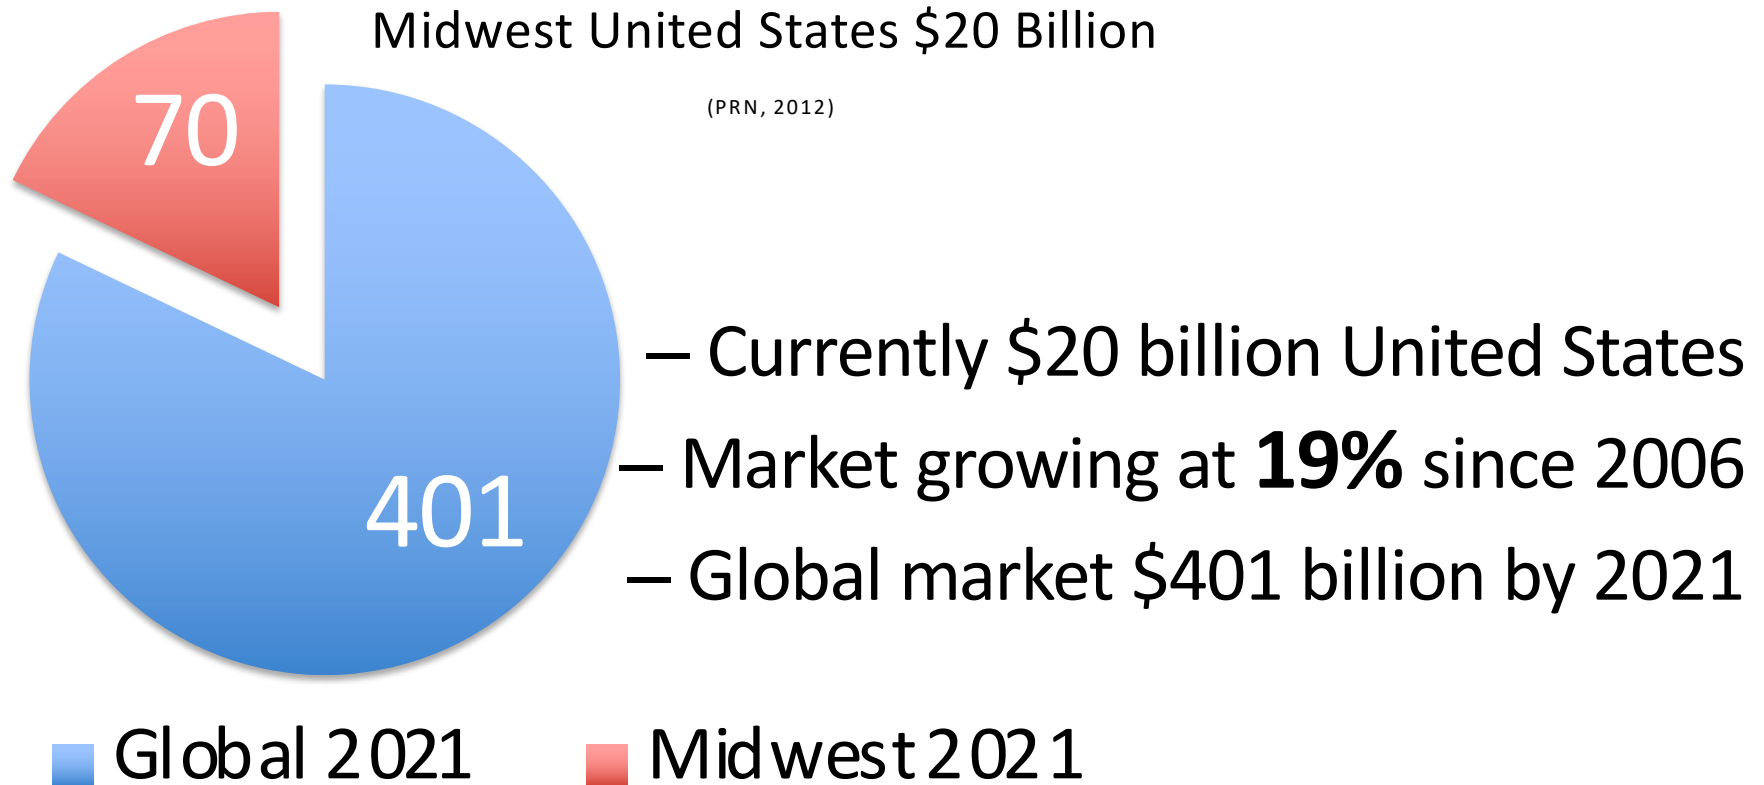 Midwest United States $20 Billion
(PRN, 2012)
70
401
– Currently $20 billion United States
– Market growing at 19% since 2006
– Global market $401 billion by 2021
Global 2021
Midwest 2021